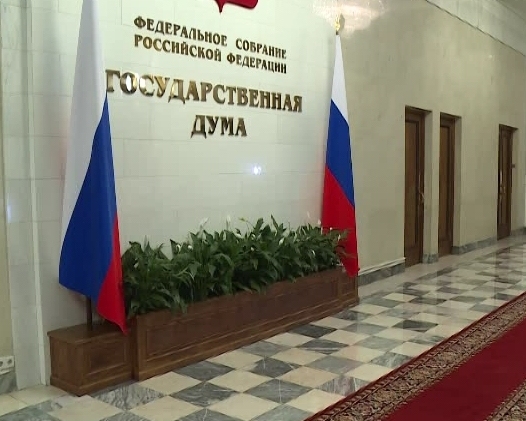 ФЕДЕРАЛЬНОЕ СОБРАНИЕ
РОССИЙСКОЙ ФЕДЕРАЦИИ
ГОСУДАРСТВЕННАЯ
ДУМА